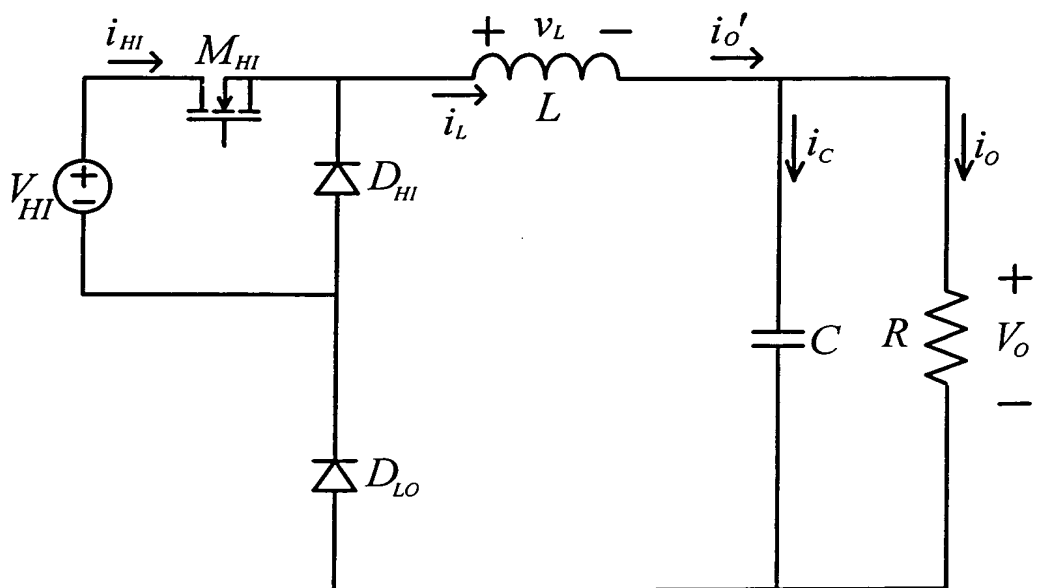 i_HI
M_HI
+ v_L −
i_O'
L
i_L
i_C
i_O
V_HI
+
−
D_HI
+
R
V_O
C
−
D_LO